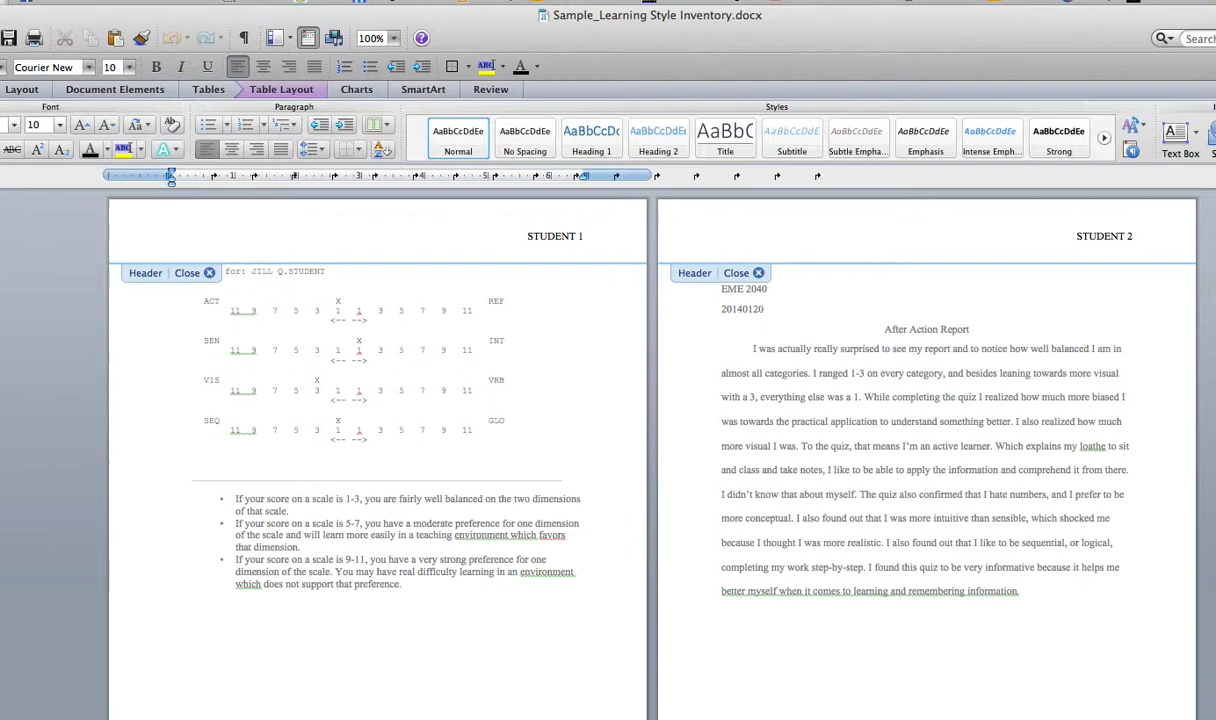 Sample_Learning Style Inventory.docx
100%
Search
Courier New 10 B I U ABC A
Layout Document Elements Tables Table Layout Charts SmartArt Review
Font Paragraph Styles
10 A A Aa
ABC A² A₂ A ABC A
AaBbCcDdEe AaBbCcDdEe AaBbCcDc AaBbCcDdEe AaBbC AaBbCcDdEe AaBbCcDdEe AaBbCcDdEe AaBbCcDdEe AaBbCcDdEe
Normal No Spacing Heading 1 Heading 2 Title Subtitle Subtle Empha... Emphasis Intense Emph... Strong Text Box
1 2 3 4 5 6
STUDENT 1
Header Close for: JILL Q.STUDENT
X
ACT REF
11 9 7 5 3 1 1 3 5 7 9 11
<-- -->
X
SEN INT
11 9 7 5 3 1 1 3 5 7 9 11
<-- -->
X
VIS VRB
11 9 7 5 3 1 1 3 5 7 9 11
<-- -->
X
SEQ GLO
11 9 7 5 3 1 1 3 5 7 9 11
<-- -->
• If your score on a scale is 1-3, you are fairly well balanced on the two dimensions
of that scale.
• If your score on a scale is 5-7, you have a moderate preference for one dimension
of the scale and will learn more easily in a teaching environment which favors
that dimension.
• If your score on a scale is 9-11, you have a very strong preference for one
dimension of the scale. You may have real difficulty learning in an environment
which does not support that preference.
STUDENT 2
Header Close
EME 2040
20140120
After Action Report
I was actually really surprised to see my report and to notice how well balanced I am in
almost all categories. I ranged 1-3 on every category, and besides leaning towards more visual
with a 3, everything else was a 1. While completing the quiz I realized how much more biased I
was towards the practical application to understand something better. I also realized how much
more visual I was. To the quiz, that means I'm an active learner. Which explains my loathe to sit
and class and take notes, I like to be able to apply the information and comprehend it from there.
I didn't know that about myself. The quiz also confirmed that I hate numbers, and I prefer to be
more conceptual. I also found out that I was more intuitive than sensible, which shocked me
because I thought I was more realistic. I also found out that I like to be sequential, or logical,
completing my work step-by-step. I found this quiz to be very informative because it helps me
better myself when it comes to learning and remembering information.